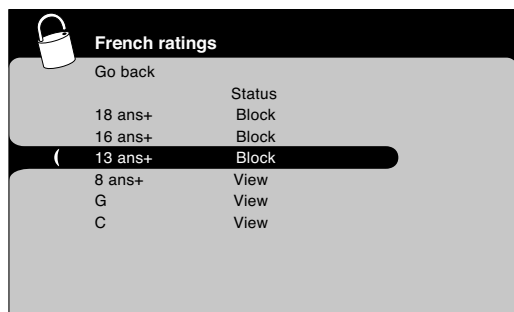 French ratings
Go back
Status
18 ans+ Block
16 ans+ Block
13 ans+ Block
8 ans+ View
G View
C View